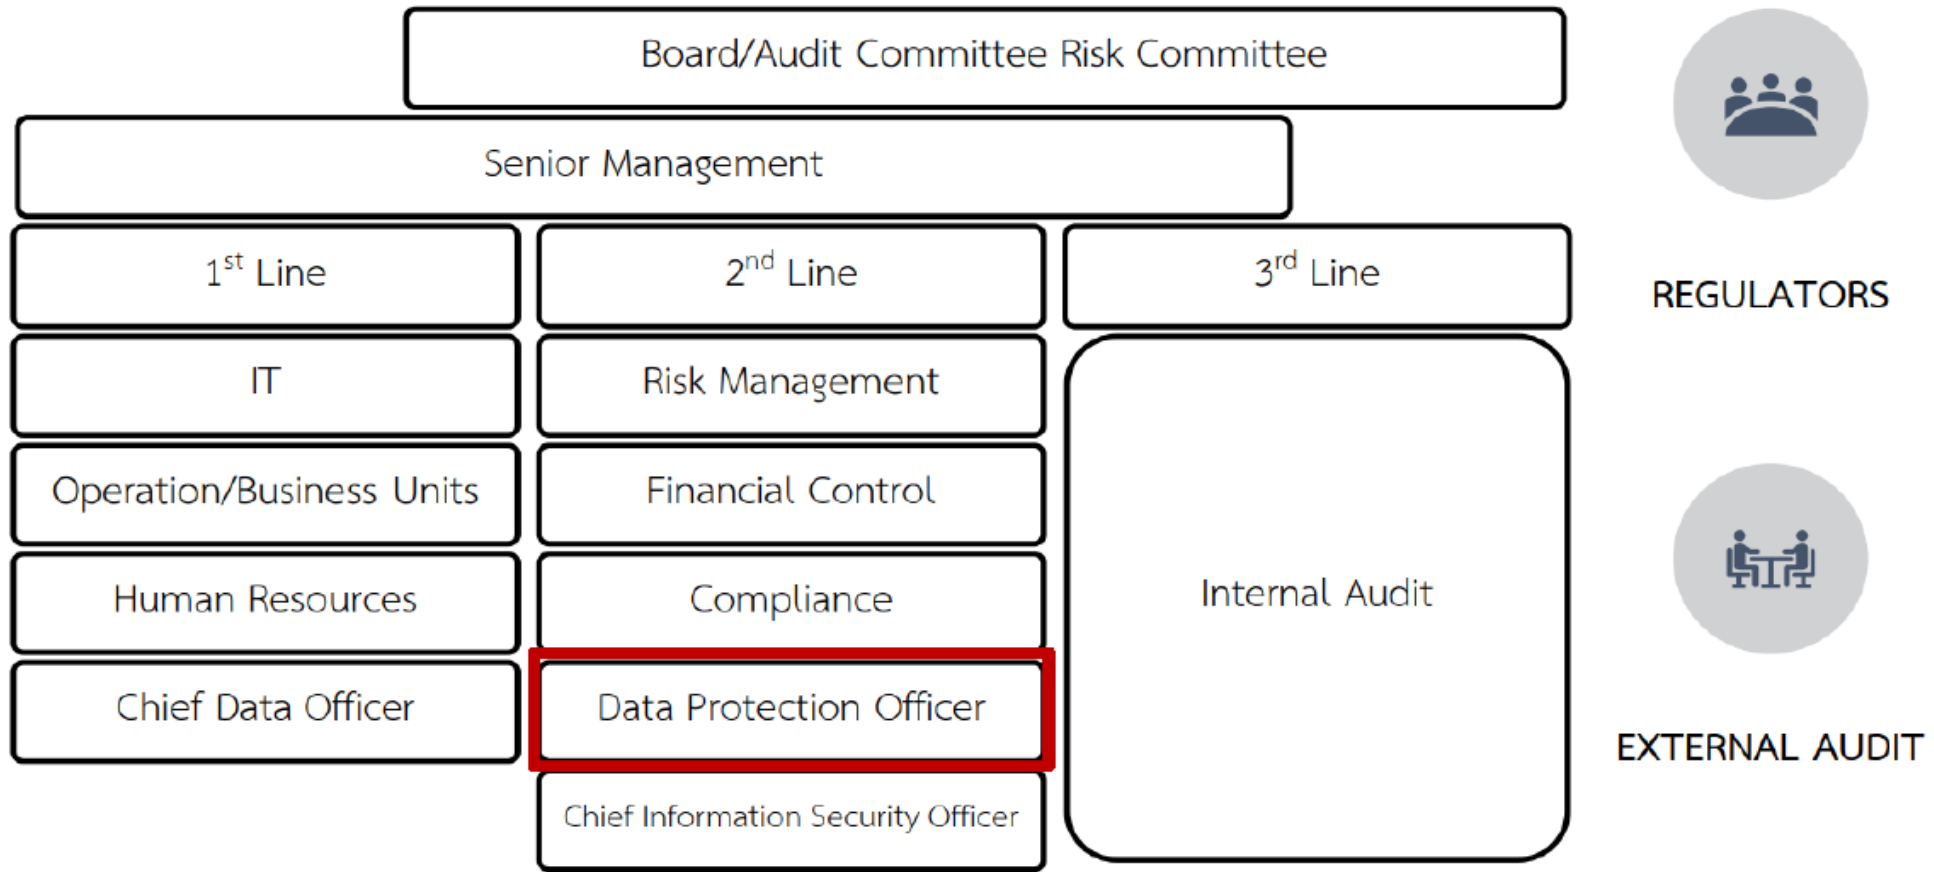 Board/Audit Committee Risk Committee
Senior Management
1st Line
2nd Line
3rd Line
IT
Risk Management
Operation/Business Units
Financial Control
Human Resources
Compliance
Internal Audit
Chief Data Officer
Data Protection Officer
Chief Information Security Officer
REGULATORS
EXTERNAL AUDIT